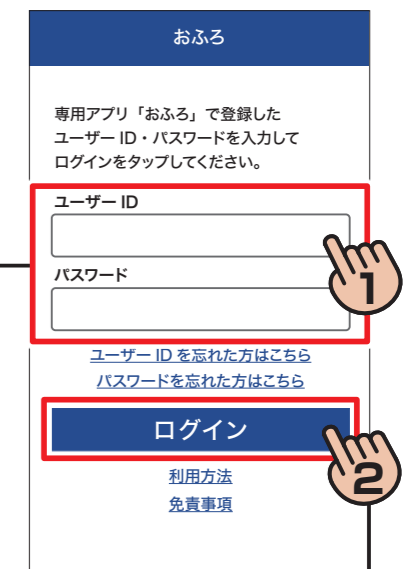 おふろ
専用アプリ「おふろ」で登録した
ユーザー ID・パスワードを入力して
ログインをタップしてください。
ユーザー ID
1
パスワード
ユーザー ID を忘れた方はこちら
パスワードを忘れた方はこちら
ログイン
2
利用方法
免責事項